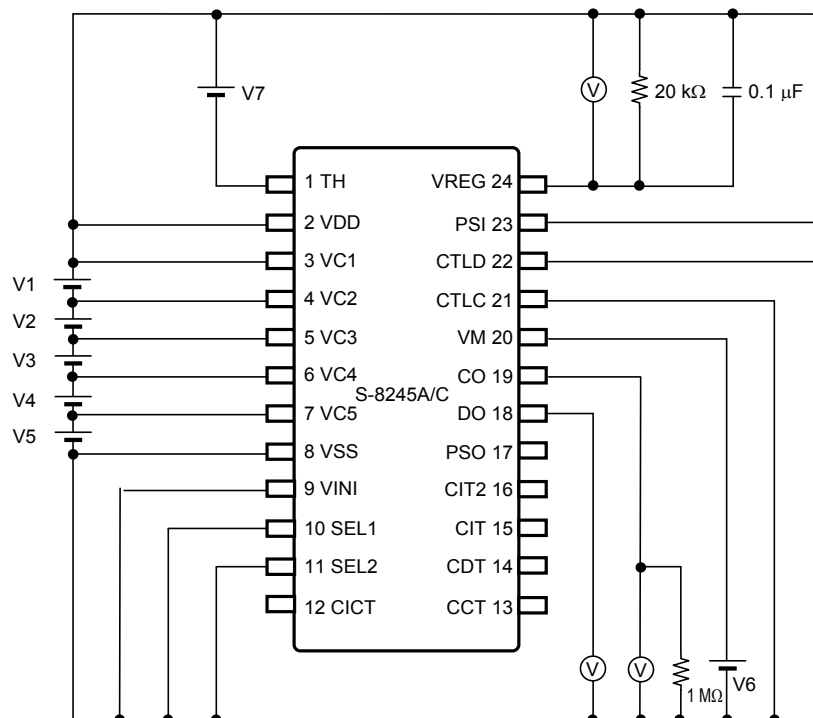 V7
V
20 kΩ
0.1 μF
1 TH
VREG 24
2 VDD
PSI 23
3 VC1
CTLD 22
V1
4 VC2
CTLC 21
V2
5 VC3
VM 20
V3
6 VC4
CO 19
S-8245A/C
V4
7 VC5
DO 18
V5
8 VSS
PSO 17
9 VINI
CIT2 16
10 SEL1
CIT 15
11 SEL2
CDT 14
12 CICT
CCT 13
V
V
1 MΩ
V6